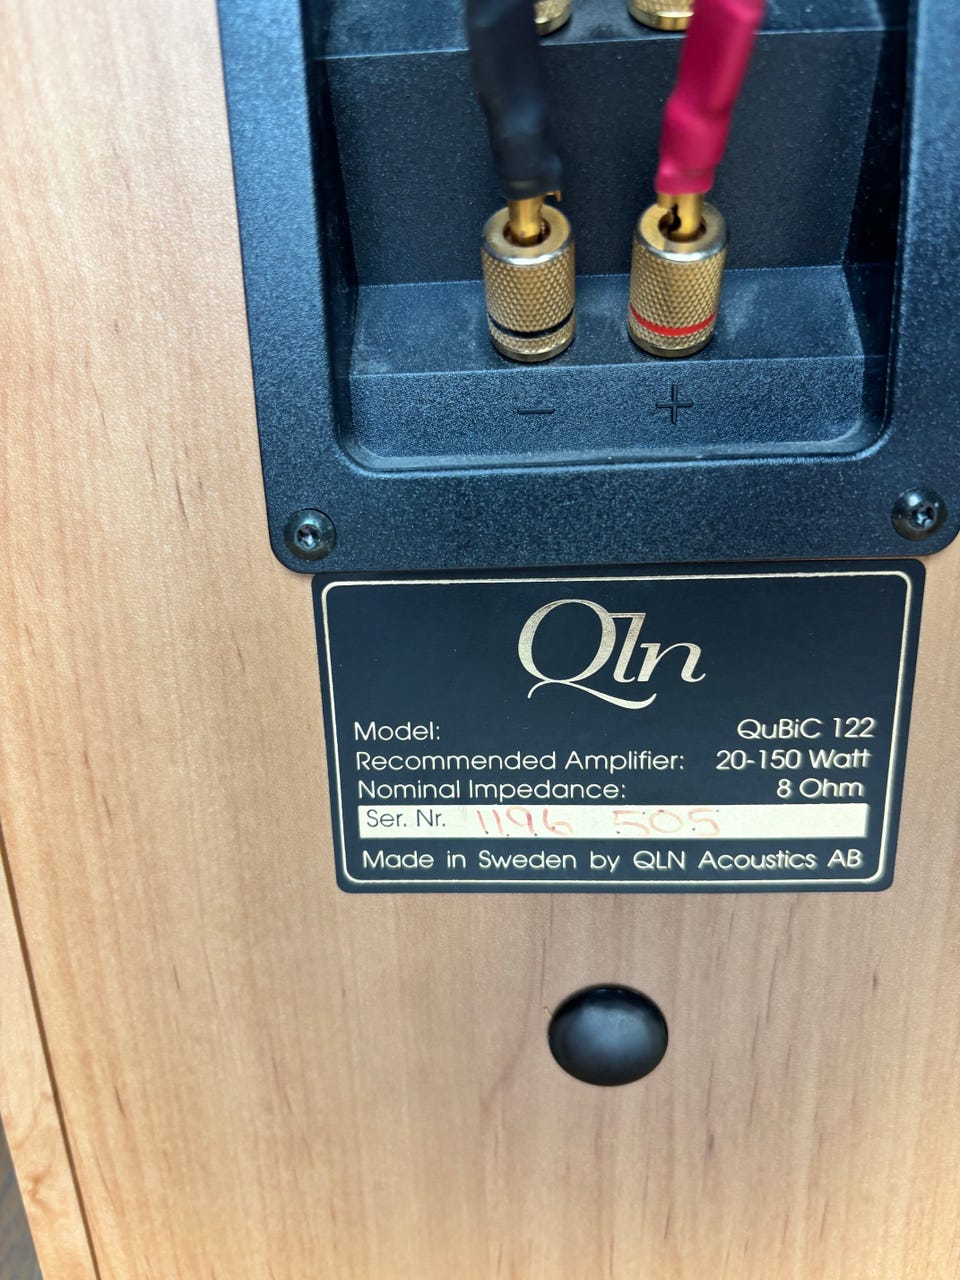 − +
Qln
Model: QuBiC 122
Recommended Amplifier: 20-150 Watt
Nominal Impedance: 8 Ohm
Ser. Nr. 1196 505
Made in Sweden by QLN Acoustics AB